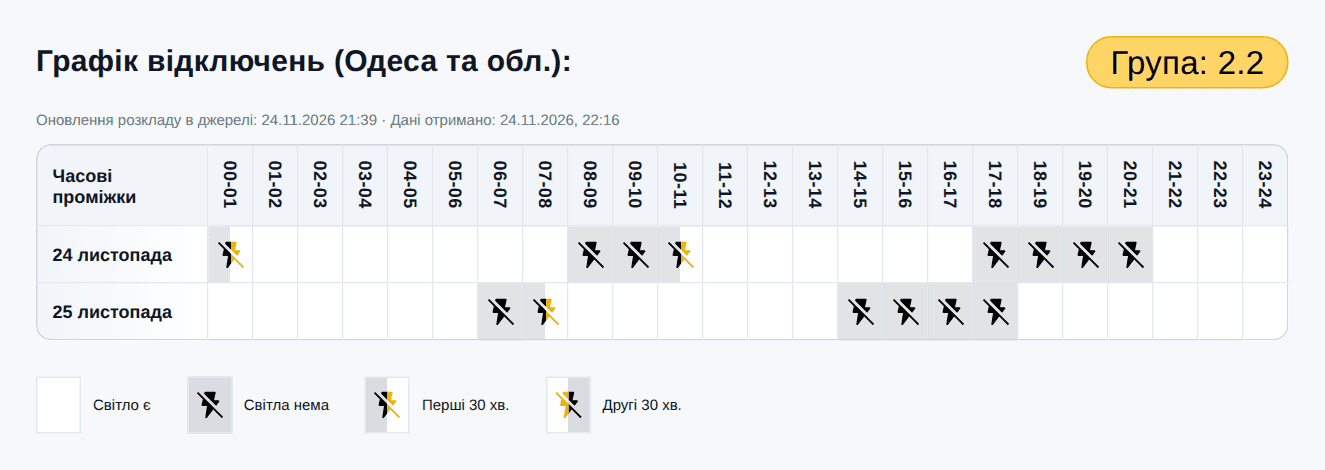 Графік відключень (Одеса та обл.):
Група: 2.2
Оновлення розкладу в джерелі: 24.11.2026 21:39 · Дані отримано: 24.11.2026, 22:16
Часові
проміжки
00-01
01-02
02-03
03-04
04-05
05-06
06-07
07-08
08-09
09-10
10-11
11-12
12-13
13-14
14-15
15-16
16-17
17-18
18-19
19-20
20-21
21-22
22-23
23-24
24 листопада
25 листопада
Світло є
Світла нема
Перші 30 хв.
Другі 30 хв.